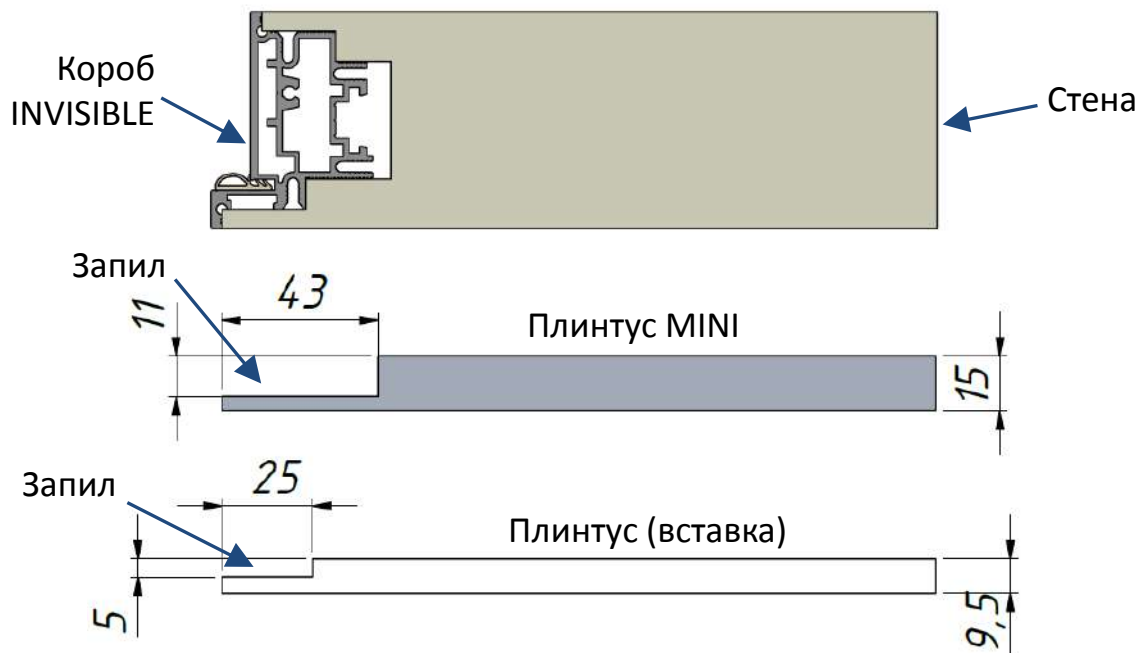 Короб
INVISIBLE
Стена
Запил
43
11
Плинтус MINI
15
Запил
25
Плинтус (вставка)
5
9,5